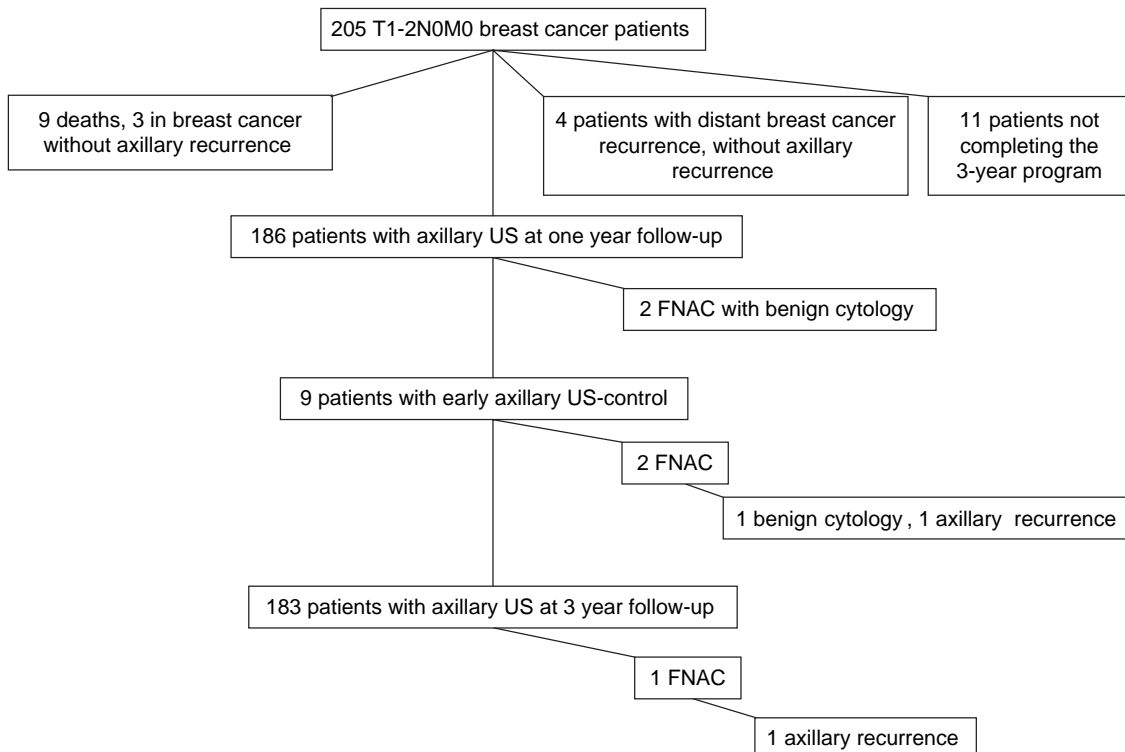 205 T1-2N0M0 breast cancer patients
9 deaths, 3 in breast cancer
without axillary recurrence
4 patients with distant breast cancer
recurrence, without axillary
recurrence
11 patients not
completing the
3-year program
186 patients with axillary US at one year follow-up
2 FNAC with benign cytology
9 patients with early axillary US-control
2 FNAC
1 benign cytology , 1 axillary recurrence
183 patients with axillary US at 3 year follow-up
1 FNAC
1 axillary recurrence